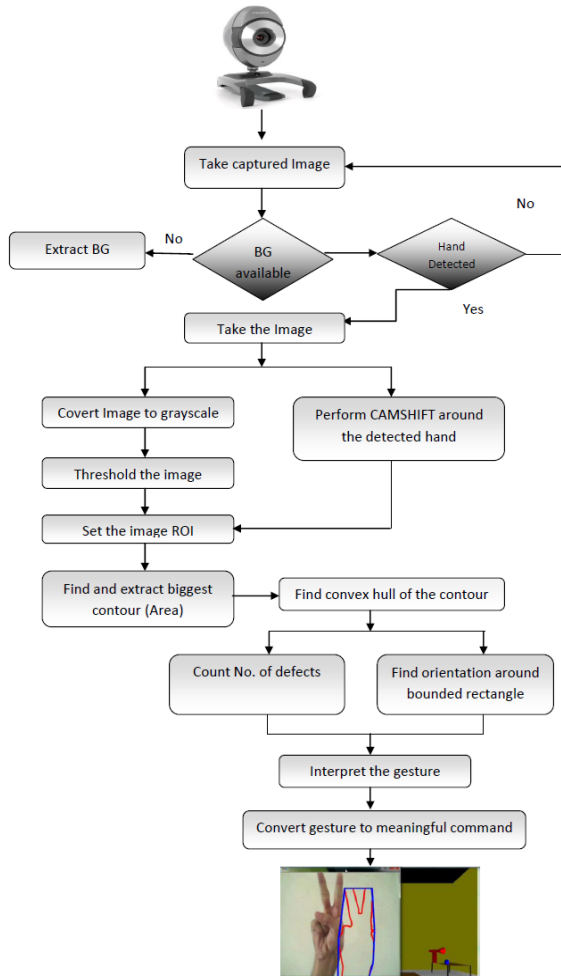 Take captured Image
No
No
Extract BG
BG
available
Hand
Detected
Yes
Take the Image
Covert Image to grayscale
Perform CAMSHIFT around
the detected hand
Threshold the image
Set the image ROI
Find and extract biggest
contour (Area)
Find convex hull of the contour
Count No. of defects
Find orientation around
bounded rectangle
Interpret the gesture
Convert gesture to meaningful command